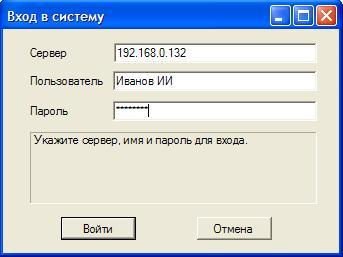 Вход в систему
Сервер 192.168.0.132
Пользователь Иванов ИИ
Пароль ********
Укажите сервер, имя и пароль для входа.
Войти Отмена